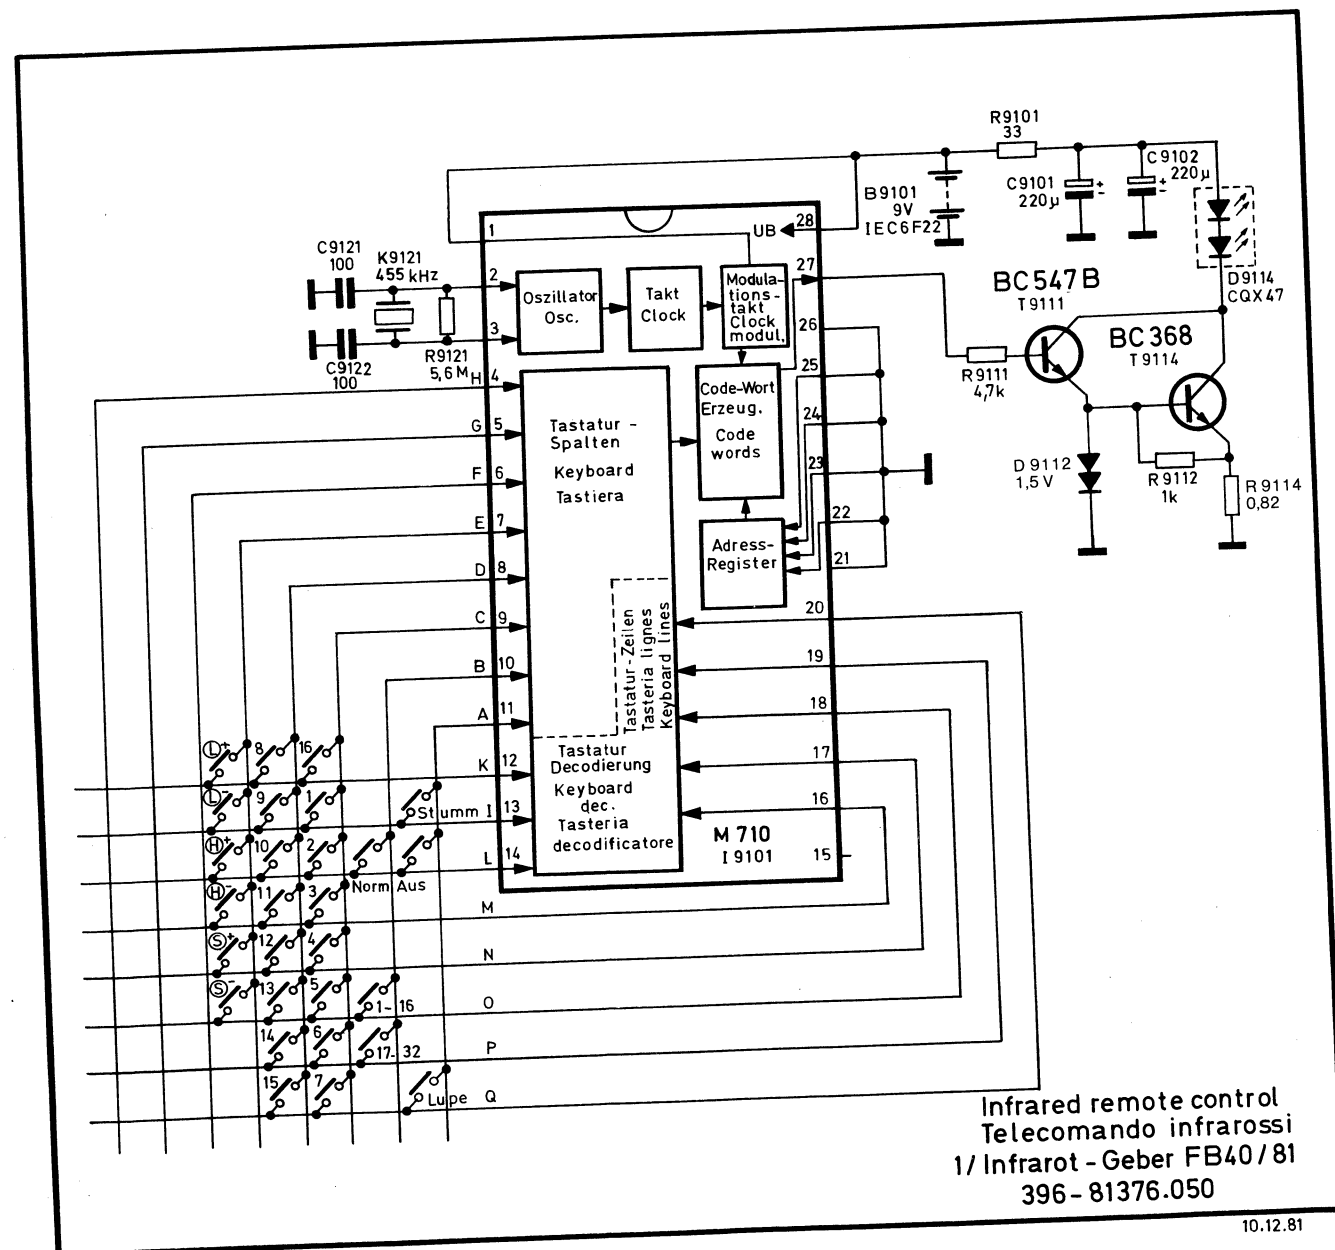 R9101
33
C9101
220µ
C9102
220µ
B9101
9V
IEC6F22
D9114
CQX47
BC547B
T9111
BC368
T9114
R9111
4,7k
D9112
1,5V
R9112
1k
R9114
0,82
C9121
100
K9121
455 kHz
C9122
100
R9121
5,6M
1
2
3
H 4
G 5
F 6
E 7
D 8
C 9
B 10
A 11
K 12
Stumm I 13
L 14
UB 28
27
26
25
24
23
22
21
20
19
18
17
16
15
Oszillator
Osc.
Takt
Clock
Modula-
tions-
takt
Clock
modul.
Code-Wort
Erzeug.
Code
words
Adress-
Register
Tastatur -
Spalten
Keyboard
Tastiera
Tastatur-Zeilen
Tasteria lignes
Keyboard lines
Tastatur
Decodierung
Keyboard
dec.
Tasteria
decodificatore
M 710
I 9101
L+ 8 16
L- 9 1
H+ 10 2
Norm Aus
H- 11 3
M
S+ 12 4
N
S- 13 5 1-16
O
14 6 17-32
P
15 7 Lupe Q
Infrared remote control
Telecomando infrarossi
1/ Infrarot - Geber FB40/81
396-81376.050
10.12.81